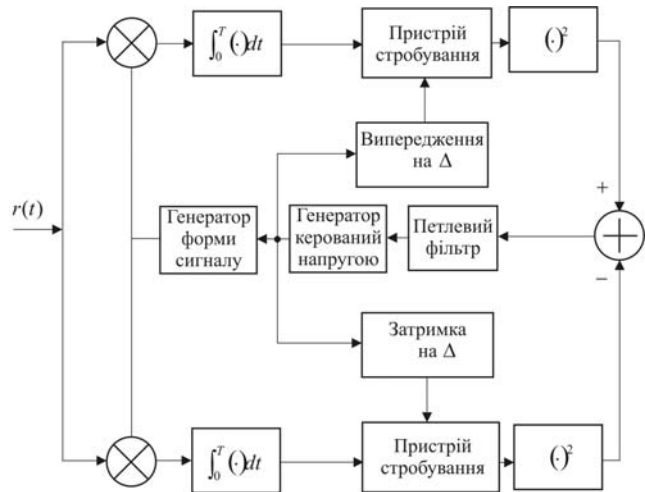 ∫₀ᵀ(·)dt
Пристрій
стробування
(·)²
Випередження
на Δ
+
r(t)
Генератор
форми
сигналу
Генератор
керований
напругою
Петлевий
фільтр
−
Затримка
на Δ
∫₀ᵀ(·)dt
Пристрій
стробування
(·)²